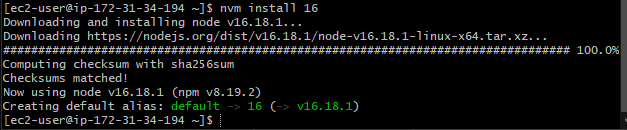 [ec2-user@ip-172-31-34-194 ~]$ nvm install 16
Downloading and installing node v16.18.1...
Downloading https://nodejs.org/dist/v16.18.1/node-v16.18.1-linux-x64.tar.xz...
################################################################################# 100.0%
Computing checksum with sha256sum
Checksums matched!
Now using node v16.18.1 (npm v8.19.2)
Creating default alias: default -> 16 (-> v16.18.1)
[ec2-user@ip-172-31-34-194 ~]$